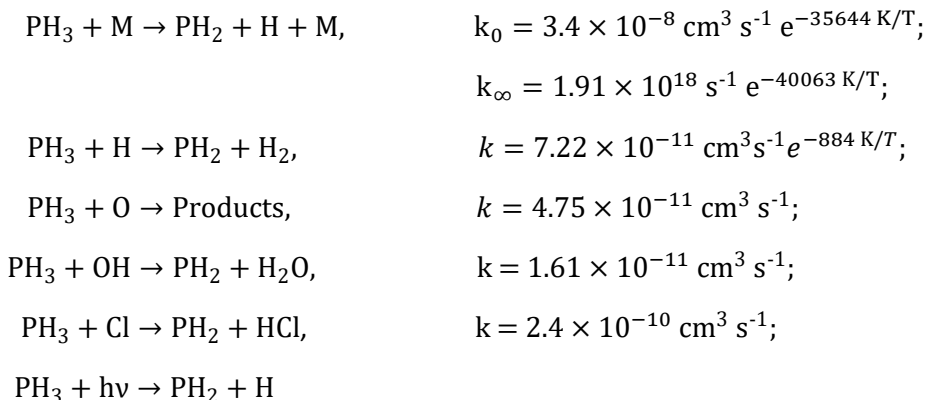 PH₃ + M → PH₂ + H + M, k₀ = 3.4 × 10⁻⁸ cm³ s⁻¹ e⁻³⁵⁶⁴⁴ ᴷ/ᵀ;
k∞ = 1.91 × 10¹⁸ s⁻¹ e⁻⁴⁰⁰⁶³ ᴷ/ᵀ;
PH₃ + H → PH₂ + H₂, k = 7.22 × 10⁻¹¹ cm³s⁻¹e⁻⁸⁸⁴ ᴷ/ᵀ;
PH₃ + O → Products, k = 4.75 × 10⁻¹¹ cm³ s⁻¹;
PH₃ + OH → PH₂ + H₂O, k = 1.61 × 10⁻¹¹ cm³ s⁻¹;
PH₃ + Cl → PH₂ + HCl, k = 2.4 × 10⁻¹⁰ cm³ s⁻¹;
PH₃ + hν → PH₂ + H